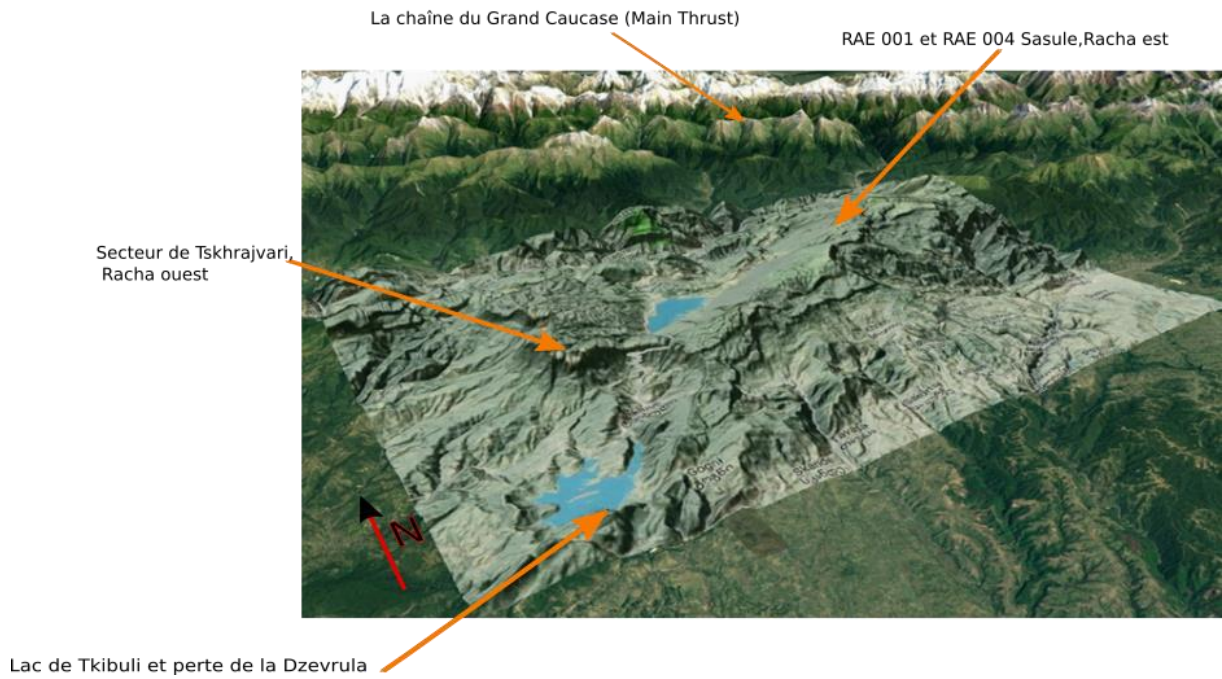 La chaîne du Grand Caucase (Main Thrust)
RAE 001 et RAE 004 Sasule,Racha est
Secteur de Tskhrajvari,
Racha ouest
N
Lac de Tkibuli et perte de la Dzevrula